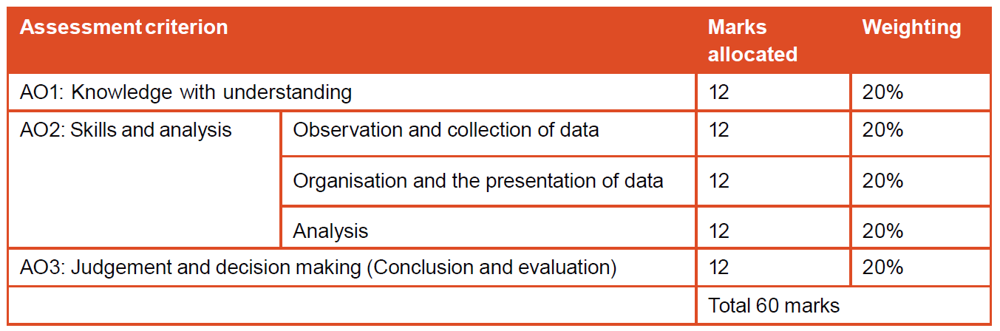 Assessment criterion Marks allocated Weighting
AO1: Knowledge with understanding 12 20%
AO2: Skills and analysis Observation and collection of data 12 20%
Organisation and the presentation of data 12 20%
Analysis 12 20%
AO3: Judgement and decision making (Conclusion and evaluation) 12 20%
Total 60 marks